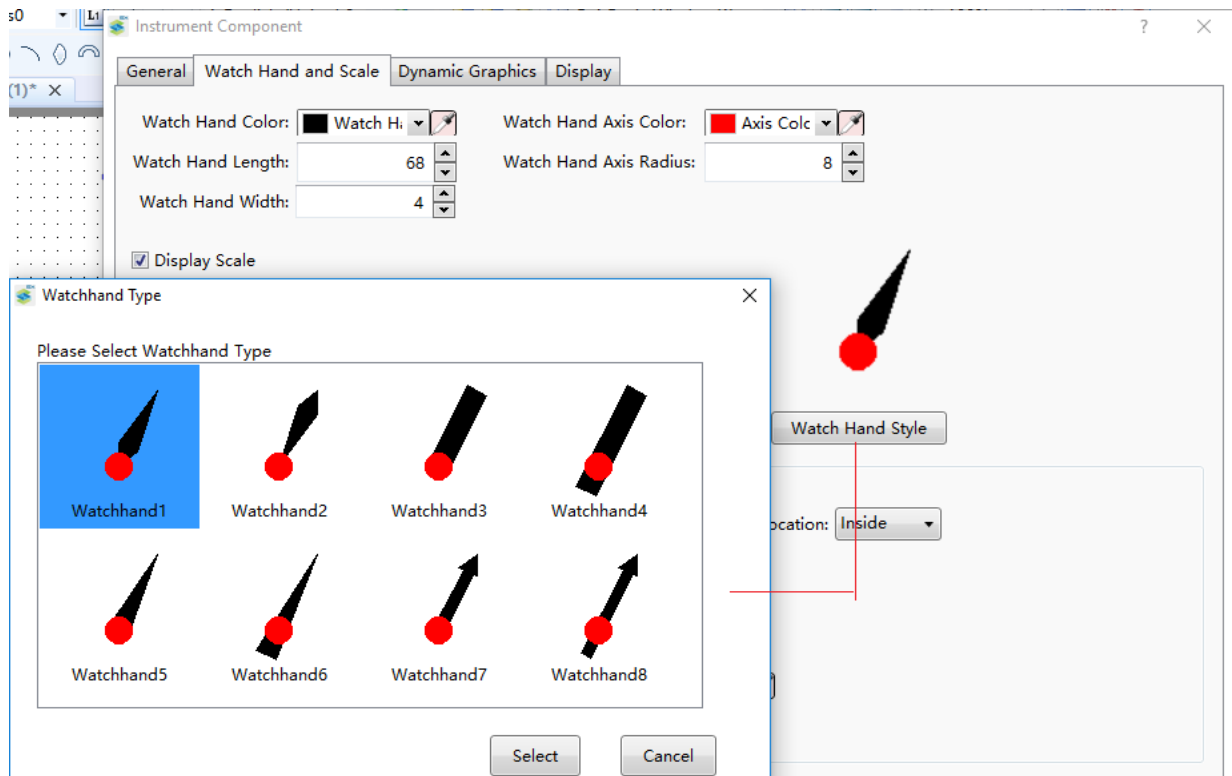 s0
L1
Instrument Component
?
(1)*
General
Watch Hand and Scale
Dynamic Graphics
Display
Watch Hand Color:
Watch Ha
Watch Hand Axis Color:
Axis Colc
Watch Hand Length:
68
Watch Hand Axis Radius:
8
Watch Hand Width:
4
Display Scale
Watchhand Type
Please Select Watchhand Type
Watchhand1
Watchhand2
Watchhand3
Watchhand4
Watch Hand Style
ocation:
Inside
Watchhand5
Watchhand6
Watchhand7
Watchhand8
Select
Cancel